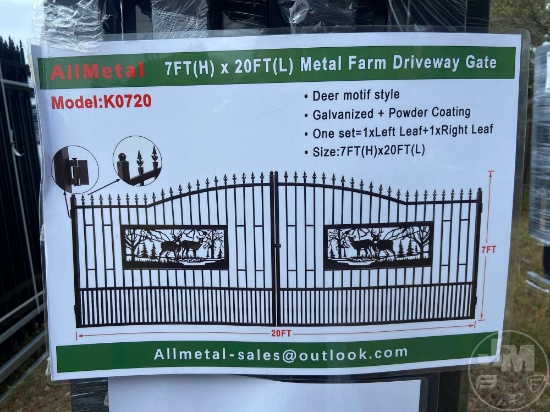 AllMetal 7FT(H) x 20FT(L) Metal Farm Driveway Gate
Model:K0720
• Deer motif style
• Galvanized + Powder Coating
• One set=1xLeft Leaf+1xRight Leaf
• Size:7FT(H)x20FT(L)
7FT
20FT
Allmetal-sales@outlook.com
JM